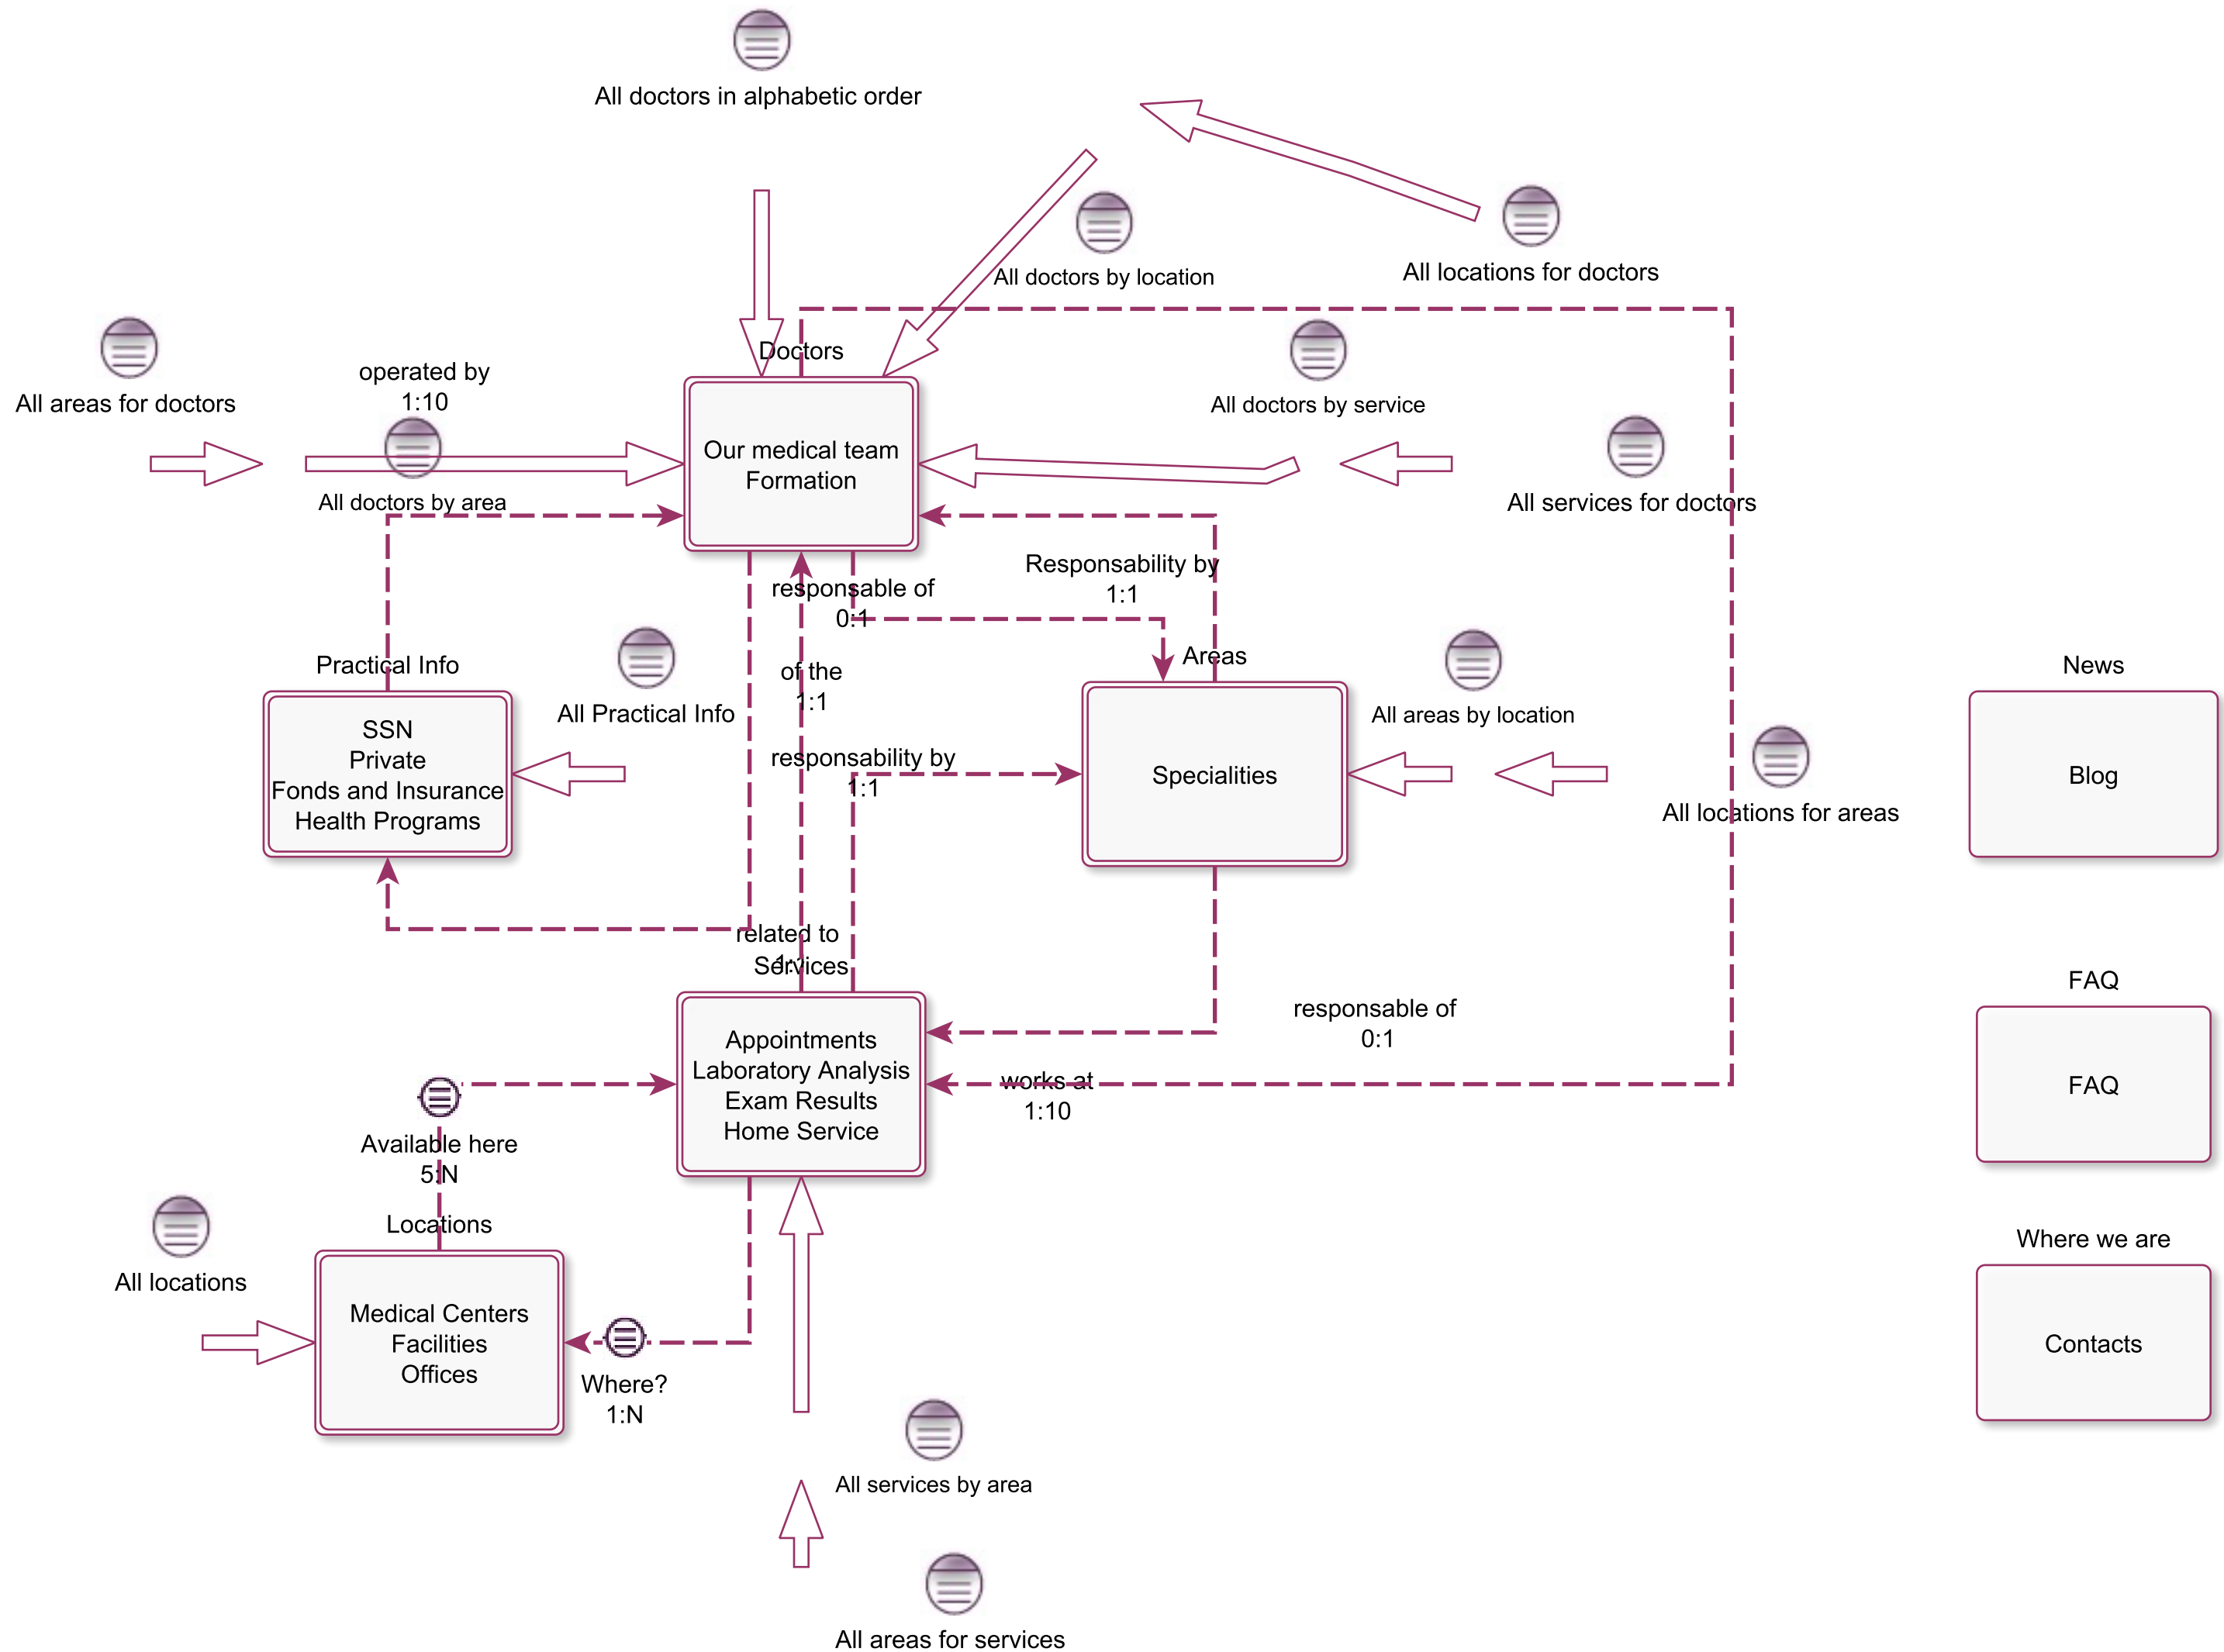 All doctors in alphabetic order
All doctors by location
All locations for doctors
Doctors
operated by
1:10
All areas for doctors
All doctors by service
Our medical team
Formation
All doctors by area
All services for doctors
responsable of
0:1
Responsability by
1:1
Practical Info
of the
1:1
Areas
All Practical Info
All areas by location
News
SSN
Private
Fonds and Insurance
Health Programs
responsability by
1:1
Specialities
All locations for areas
Blog
related to
Services
FAQ
responsable of
0:1
Appointments
Laboratory Analysis
Exam Results
Home Service
works at
1:10
FAQ
Available here
5:N
Locations
All locations
Where we are
Medical Centers
Facilities
Offices
Where?
1:N
Contacts
All services by area
All areas for services